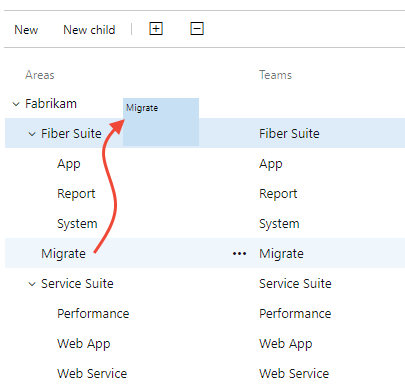 New New child
Areas Teams
Fabrikam Migrate
Fiber Suite Fiber Suite
App App
Report Report
System System
Migrate ••• Migrate
Service Suite Service Suite
Performance Performance
Web App Web App
Web Service Web Service